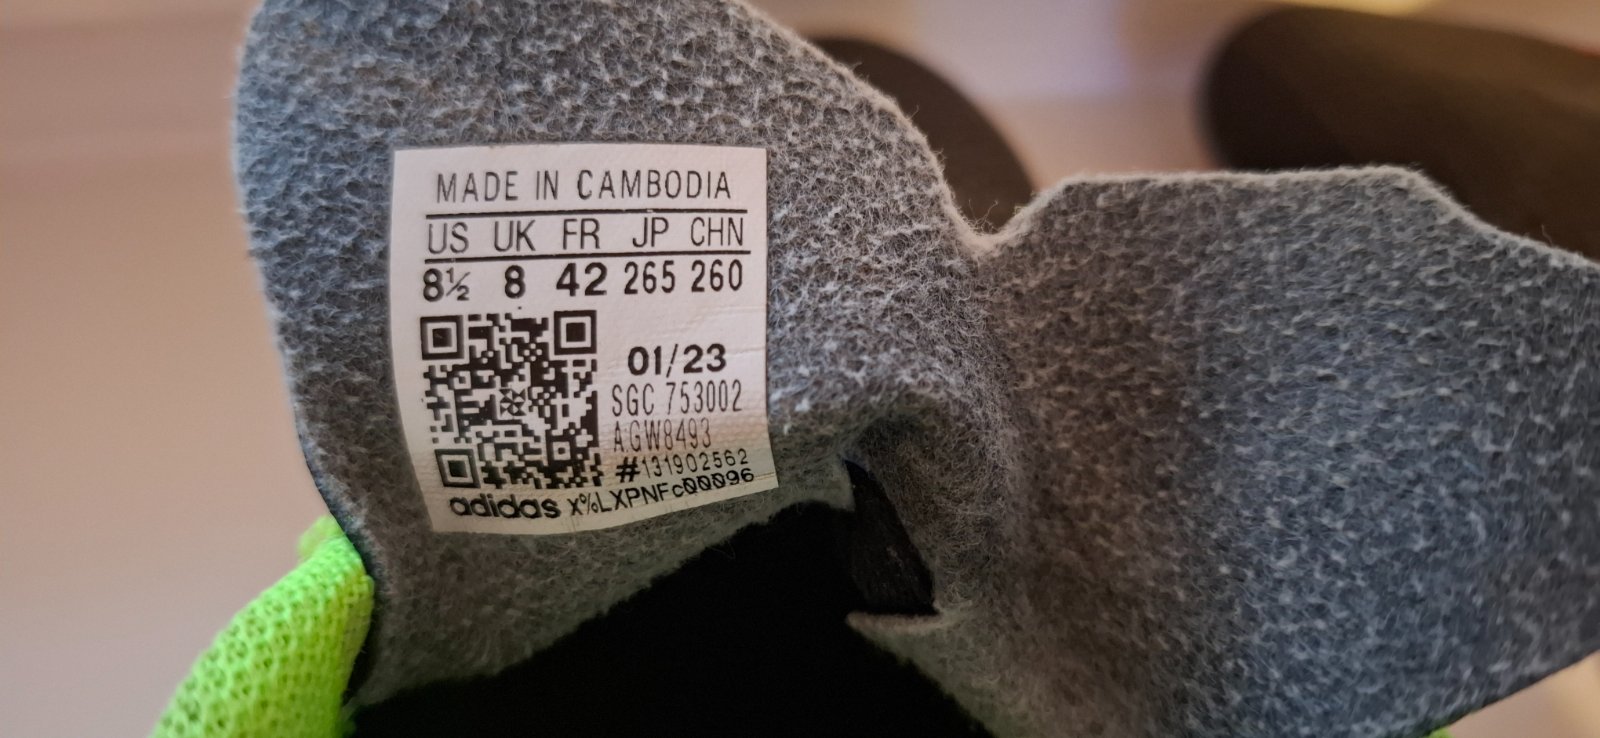 MADE IN CAMBODIA
US UK FR JP CHN
8½ 8 42 265 260
01/23
SGC 753002
A.GW8493
#131902562
adidas X%LXPNFc00096